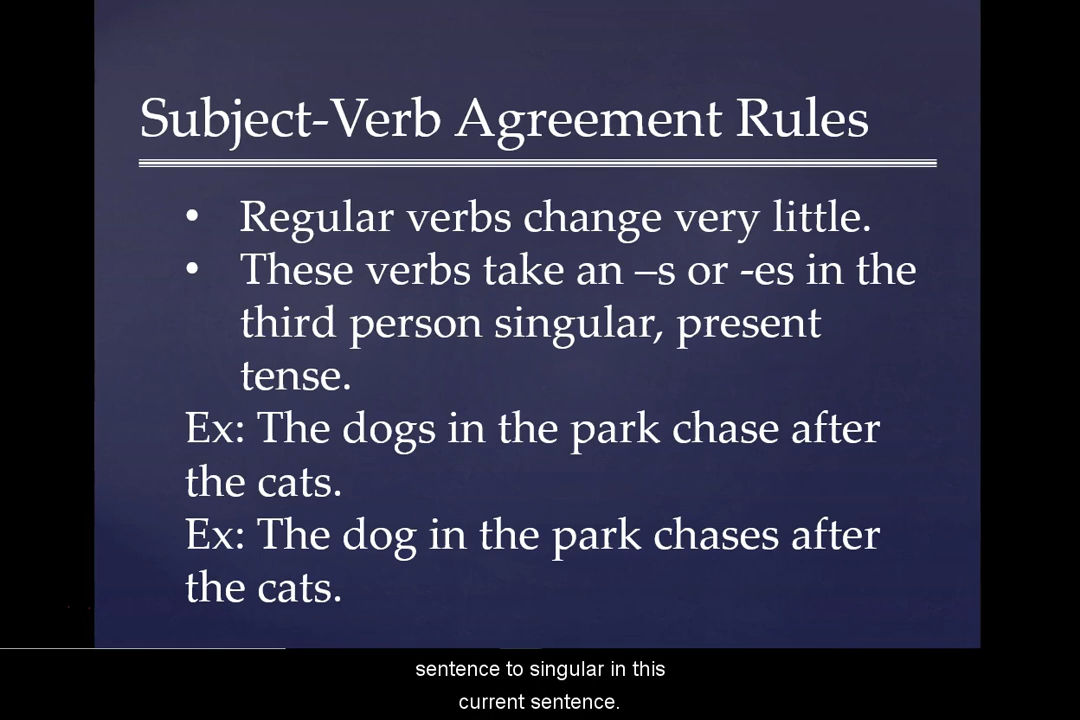 Subject-Verb Agreement Rules
• Regular verbs change very little.
• These verbs take an –s or -es in the
third person singular, present
tense.
Ex: The dogs in the park chase after
the cats.
Ex: The dog in the park chases after
the cats.
sentence to singular in this
current sentence.